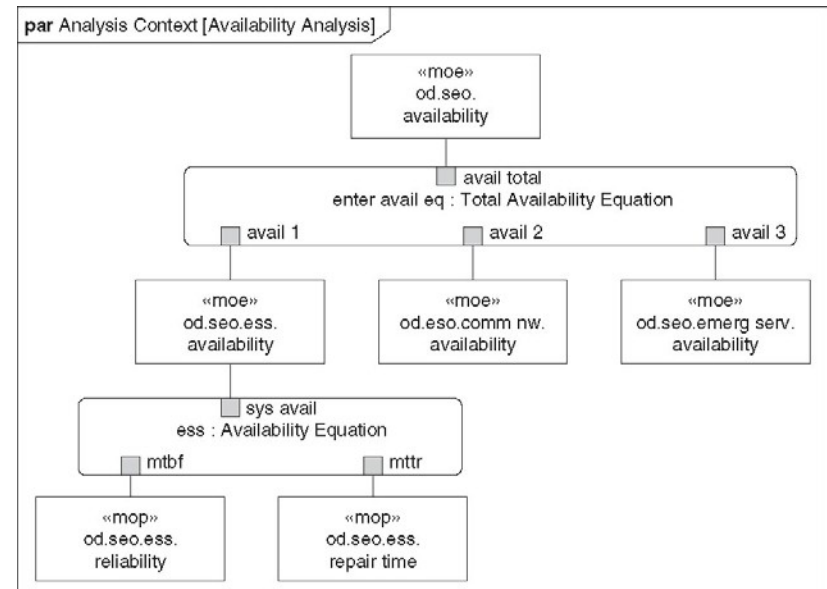 par Analysis Context [Availability Analysis]
«moe»
od.seo.
availability
avail total
enter avail eq : Total Availability Equation
avail 1
avail 2
avail 3
«moe»
od.seo.ess.
availability
«moe»
od.eso.comm nw.
availability
«moe»
od.seo.emerg serv.
availability
sys avail
ess : Availability Equation
mtbf
mttr
«mop»
od.seo.ess.
reliability
«mop»
od.seo.ess.
repair time